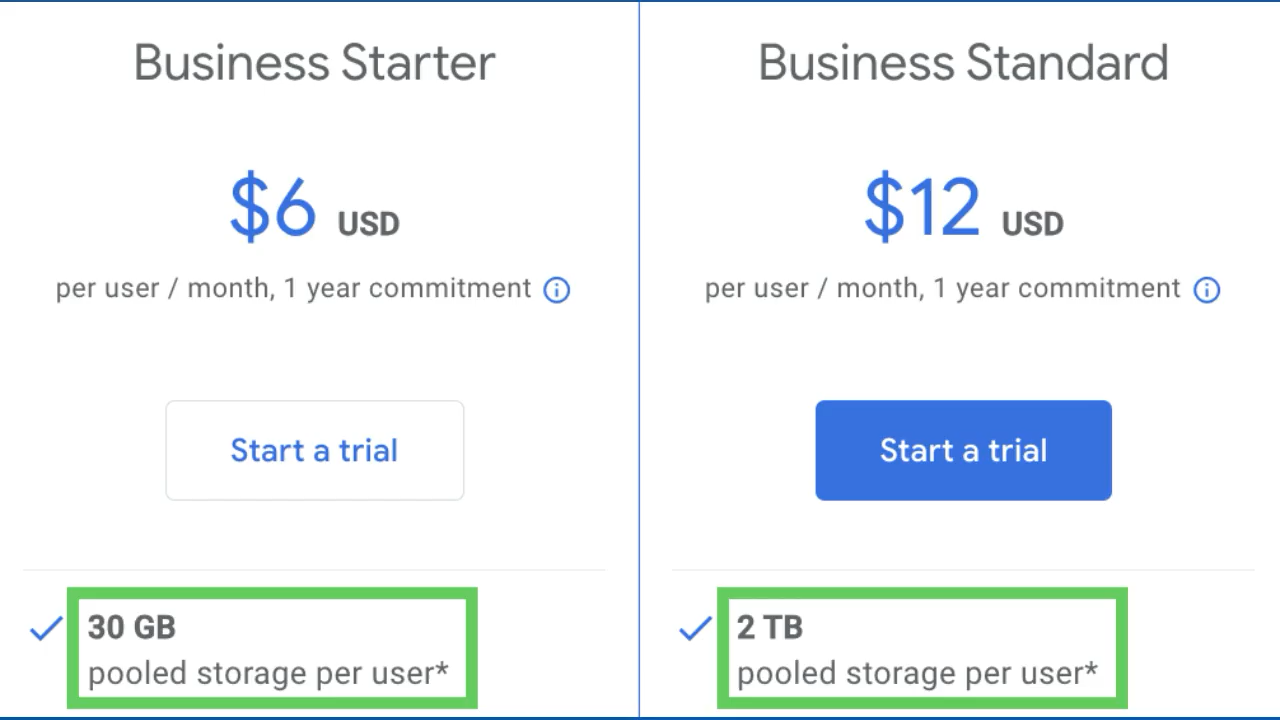 Business Starter
$6 USD
per user / month, 1 year commitment
Start a trial
30 GB
pooled storage per user*
Business Standard
$12 USD
per user / month, 1 year commitment
Start a trial
2 TB
pooled storage per user*